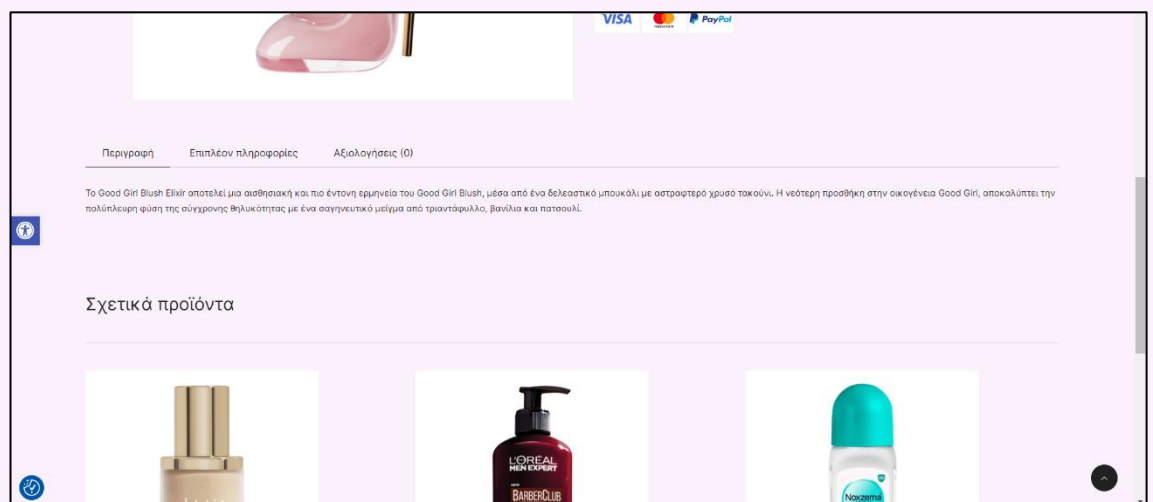 VISA PayPal
Περιγραφή Επιπλέον πληροφορίες Αξιολογήσεις (0)
Το Good Girl Blush Elixir αποτελεί μια αισθησιακή και πιο έντονη ερμηνεία του Good Girl Blush, μέσα από ένα δελεαστικό μπουκάλι με αστραφτερό χρυσό τακούνι. Η νεότερη προσθήκη στην οικογένεια Good Girl, αποκαλύπτει την
πολύπλευρη φύση της σύγχρονης θηλυκότητας με ένα σαγηνευτικό μείγμα από τριαντάφυλλο, βανίλια και πατσουλί.
Σχετικά προϊόντα
L'ORÉAL
MEN EXPERT
BARBERCLUB
Noxzema